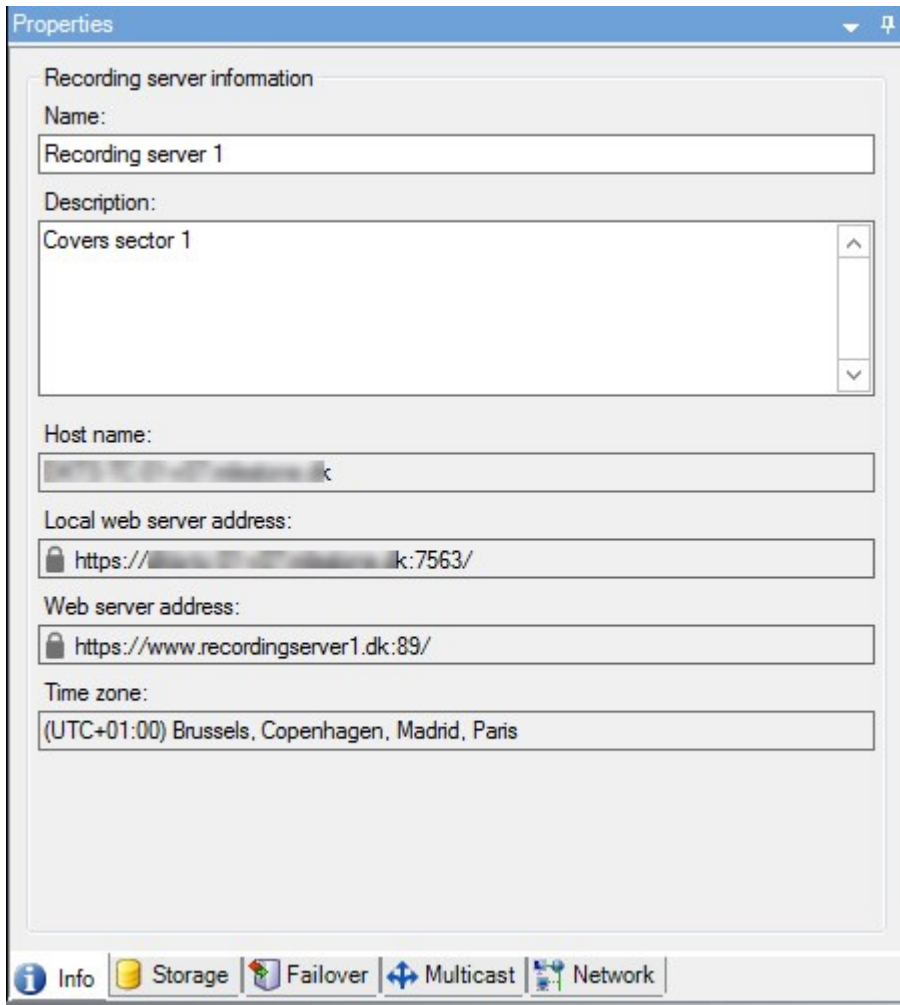 Properties
Recording server information
Name:
Recording server 1
Description:
Covers sector 1
Host name:
Local web server address:
https:// k:7563/
Web server address:
https://www.recordingserver1.dk:89/
Time zone:
(UTC+01:00) Brussels, Copenhagen, Madrid, Paris
Info Storage Failover Multicast Network